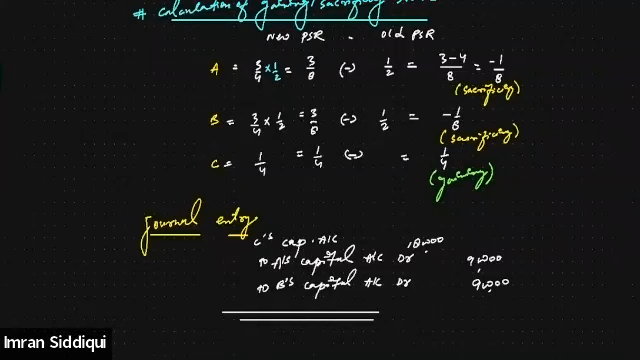 # Calculation of gaining/sacrificing
New PSR - Old PSR
A = 3/4 × 1/2 = 3/8 (-) 1/2 = 3-4/8 = -1/8
(sacrificing)
B = 3/4 × 1/2 = 3/8 (-) 1/2 = -1/8
(sacrificing)
C = 1/4 = 1/4 (-) = 1/4
(gaining)
Journal entry
C's cap. A/C 18,000
to A's capital A/C Dr 9,000
to B's capital A/C Dr 9,000
Imran Siddiqui